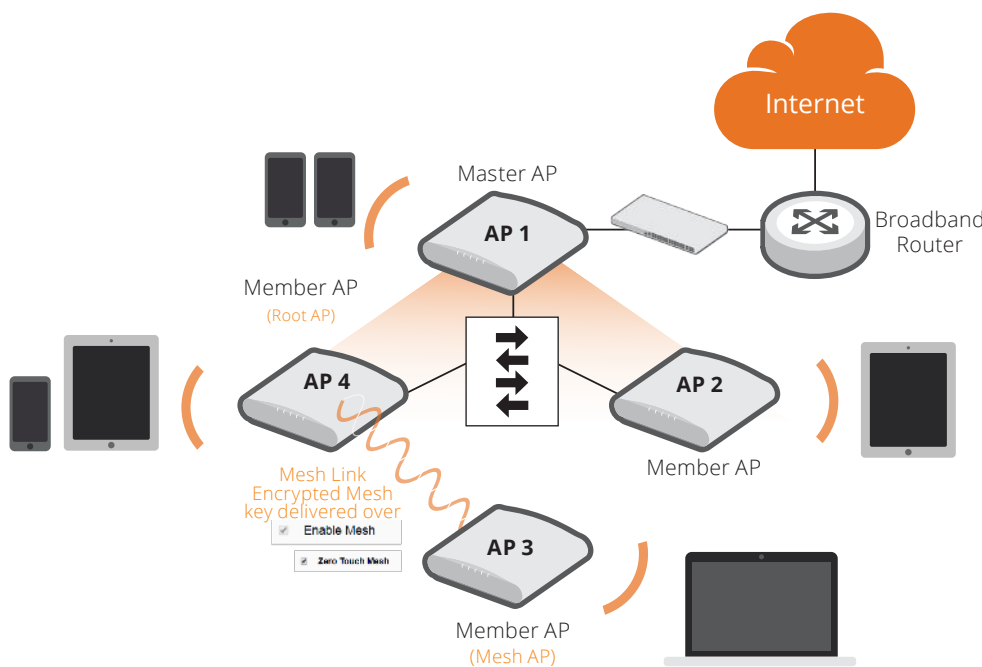 Internet
Master AP
AP 1
Broadband
Router
Member AP
(Root AP)
AP 4
AP 2
Member AP
Mesh Link
Encrypted Mesh
key delivered over
Enable Mesh
Zero Touch Mesh
AP 3
Member AP
(Mesh AP)